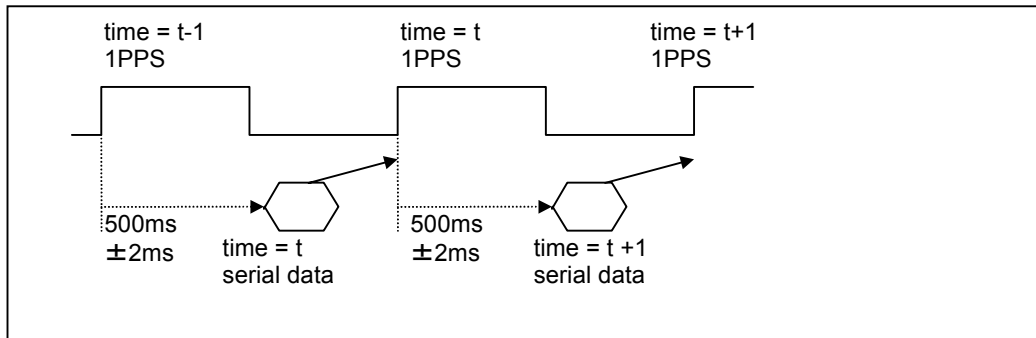 time = t-1
1PPS
time = t
1PPS
time = t+1
1PPS
500ms
±2ms
time = t
serial data
500ms
±2ms
time = t +1
serial data